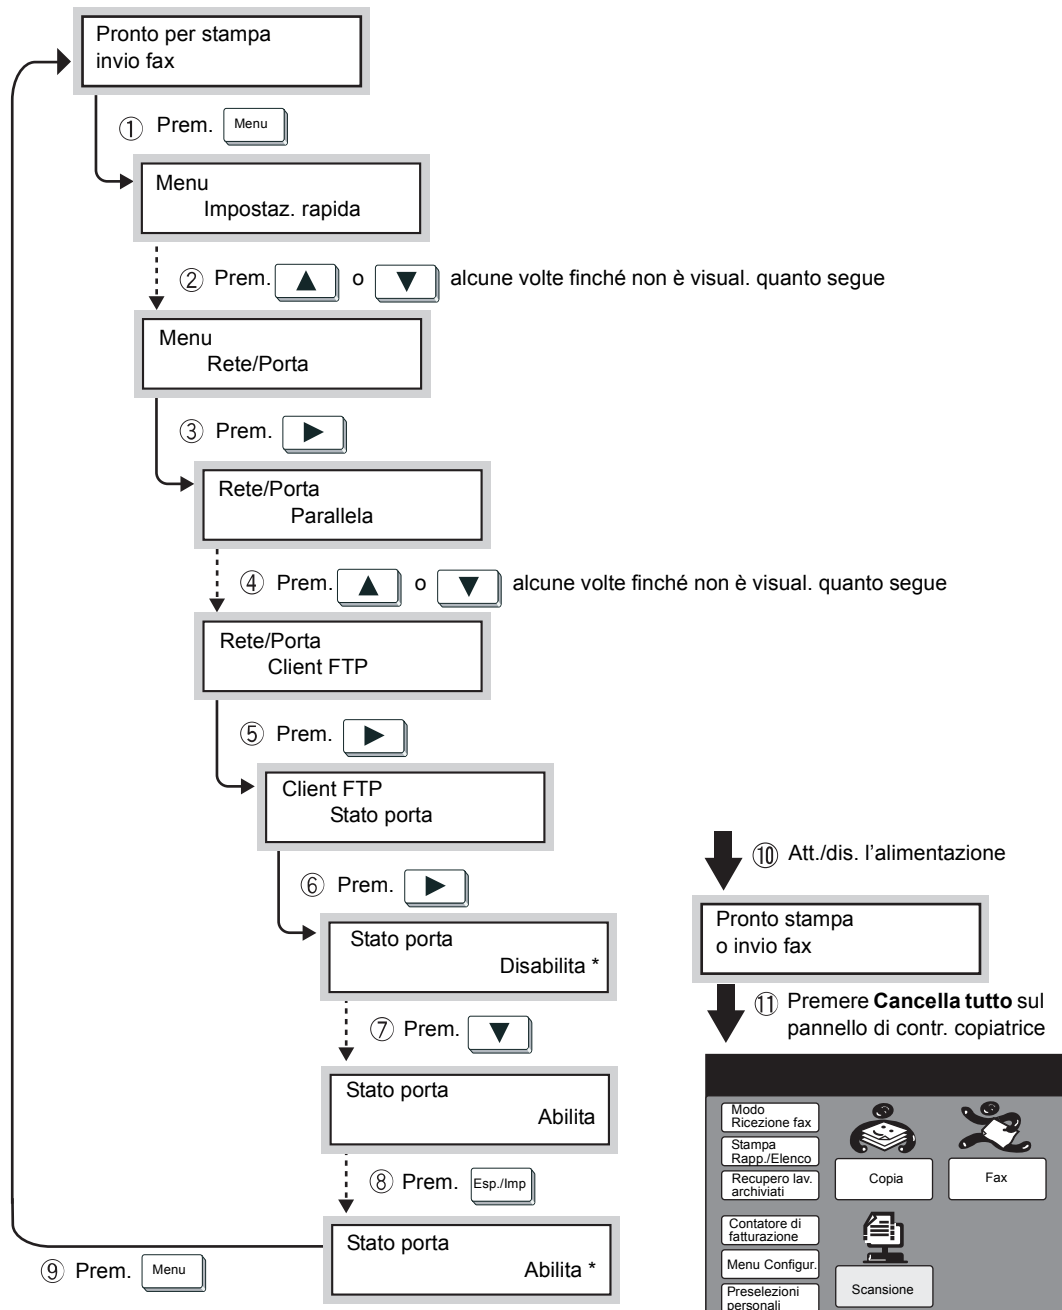 Pronto per stampa
invio fax
① Prem. Menu
Menu
Impostaz. rapida
② Prem. ▲ o ▼ alcune volte finché non è visual. quanto segue
Menu
Rete/Porta
③ Prem. ▶
Rete/Porta
Parallela
④ Prem. ▲ o ▼ alcune volte finché non è visual. quanto segue
Rete/Porta
Client FTP
⑤ Prem. ▶
Client FTP
Stato porta
⑥ Prem. ▶
Stato porta
Disabilita *
⑦ Prem. ▼
Stato porta
Abilita
⑧ Prem. Esp./Imp
Stato porta
Abilita *
⑨ Prem. Menu
⑩ Att./dis. l’alimentazione
Pronto stampa
o invio fax
⑪ Premere Cancella tutto sul
pannello di contr. copiatrice
Modo
Ricezione fax
Stampa
Rapp./Elenco
Recupero lav.
archiviati
Copia
Fax
Contatore di
fatturazione
Menu Configur.
Preselezioni
personali
Scansione